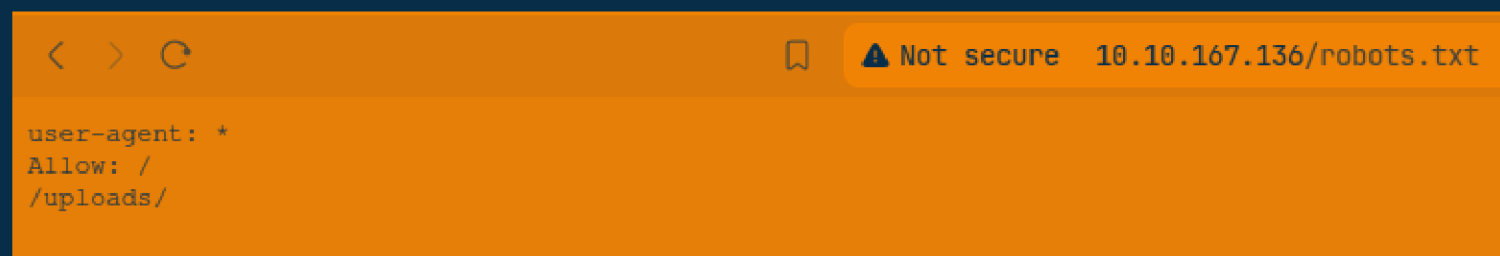 Not secure 10.10.167.136/robots.txt
user-agent: *
Allow: /
/uploads/